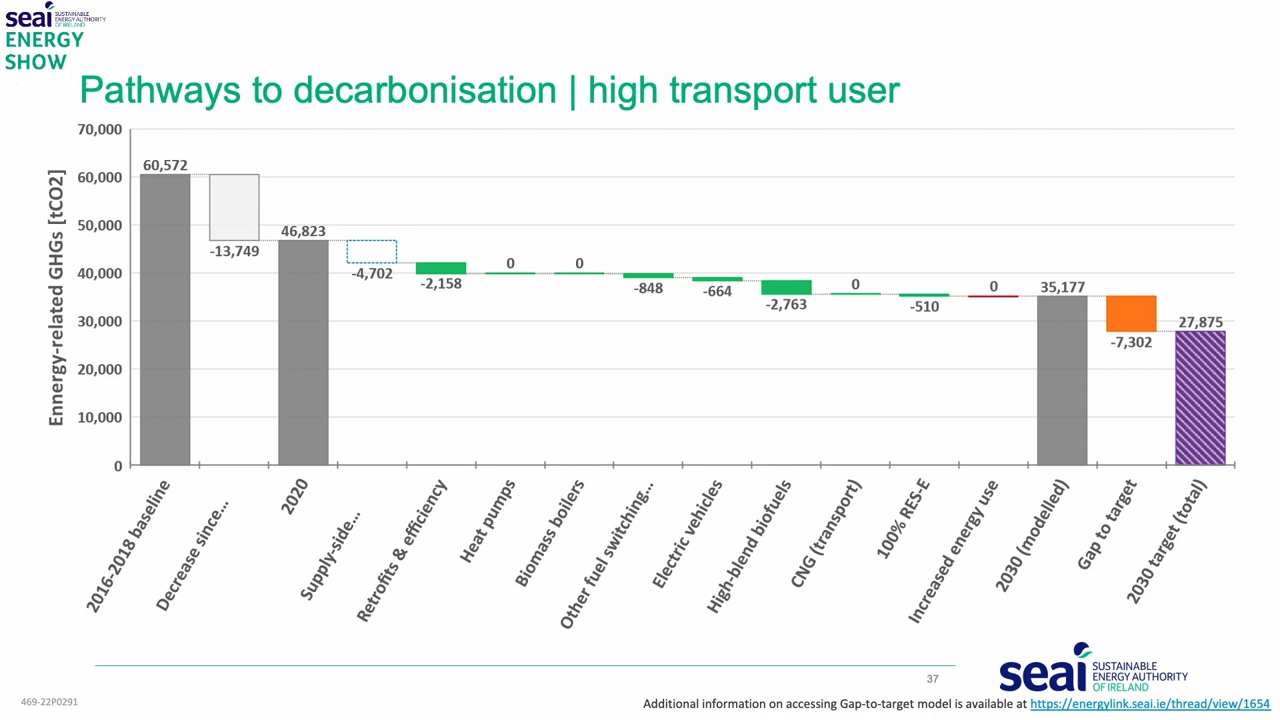 seai SUSTAINABLE
ENERGY AUTHORITY
OF IRELAND
ENERGY
SHOW
Pathways to decarbonisation | high transport user
Ennergy-related GHGs [tCO2]
70,000
60,000
50,000
40,000
30,000
20,000
10,000
0
60,572
-13,749
46,823
-4,702
-2,158
0
0
-848
-664
-2,763
0
-510
0
35,177
-7,302
27,875
2016-2018 baseline
Decrease since...
2020
Supply-side...
Retrofits & efficiency
Heat pumps
Biomass boilers
Other fuel switching...
Electric vehicles
High-blend biofuels
CNG (transport)
100% RES-E
Increased energy use
2030 (modelled)
Gap to target
2030 target (total)
37
seai SUSTAINABLE
ENERGY AUTHORITY
OF IRELAND
469-22P0291
Additional information on accessing Gap-to-target model is available at https://energylink.seai.ie/thread/view/1654